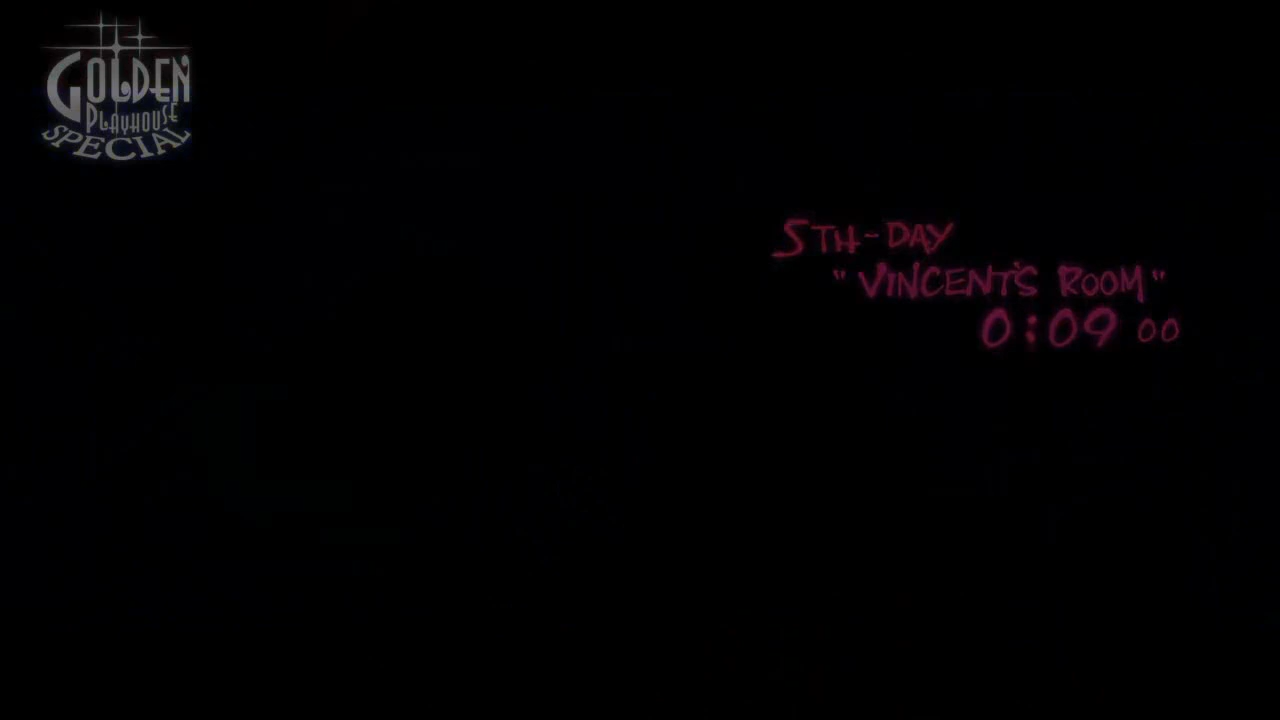 GOLDEN
PLAYHOUSE
SPECIAL
5TH-DAY
"VINCENT'S ROOM"
0:09 00